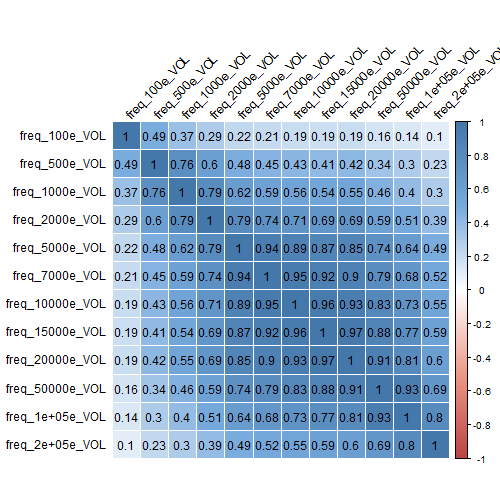 freq_100e_VOL freq_500e_VOL freq_1000e_VOL freq_2000e_VOL freq_5000e_VOL freq_7000e_VOL freq_10000e_VOL freq_15000e_VOL freq_20000e_VOL freq_50000e_VOL freq_1e+05e_VOL freq_2e+05e_VOL
freq_100e_VOL 1 0.49 0.37 0.29 0.22 0.21 0.19 0.19 0.19 0.16 0.14 0.1
freq_500e_VOL 0.49 1 0.76 0.6 0.48 0.45 0.43 0.41 0.42 0.34 0.3 0.23
freq_1000e_VOL 0.37 0.76 1 0.79 0.62 0.59 0.56 0.54 0.55 0.46 0.4 0.3
freq_2000e_VOL 0.29 0.6 0.79 1 0.79 0.74 0.71 0.69 0.69 0.59 0.51 0.39
freq_5000e_VOL 0.22 0.48 0.62 0.79 1 0.94 0.89 0.87 0.85 0.74 0.64 0.49
freq_7000e_VOL 0.21 0.45 0.59 0.74 0.94 1 0.95 0.92 0.9 0.79 0.68 0.52
freq_10000e_VOL 0.19 0.43 0.56 0.71 0.89 0.95 1 0.96 0.93 0.83 0.73 0.55
freq_15000e_VOL 0.19 0.41 0.54 0.69 0.87 0.92 0.96 1 0.97 0.88 0.77 0.59
freq_20000e_VOL 0.19 0.42 0.55 0.69 0.85 0.9 0.93 0.97 1 0.91 0.81 0.6
freq_50000e_VOL 0.16 0.34 0.46 0.59 0.74 0.79 0.83 0.88 0.91 1 0.93 0.69
freq_1e+05e_VOL 0.14 0.3 0.4 0.51 0.64 0.68 0.73 0.77 0.81 0.93 1 0.8
freq_2e+05e_VOL 0.1 0.23 0.3 0.39 0.49 0.52 0.55 0.59 0.6 0.69 0.8 1
1
0.8
0.6
0.4
0.2
0
-0.2
-0.4
-0.6
-0.8
-1